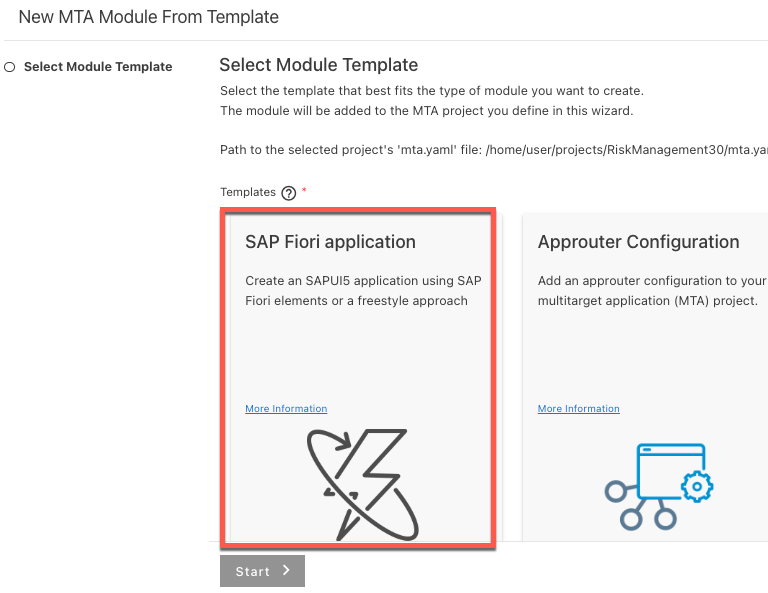 New MTA Module From Template
Select Module Template
Select Module Template
Select the template that best fits the type of module you want to create.
The module will be added to the MTA project you define in this wizard.
Path to the selected project's 'mta.yaml' file: /home/user/projects/RiskManagement30/mta.ya
Templates ? *
SAP Fiori application
Create an SAPUI5 application using SAP
Fiori elements or a freestyle approach
More Information
Approuter Configuration
Add an approuter configuration to your
multitarget application (MTA) project.
More Information
Start